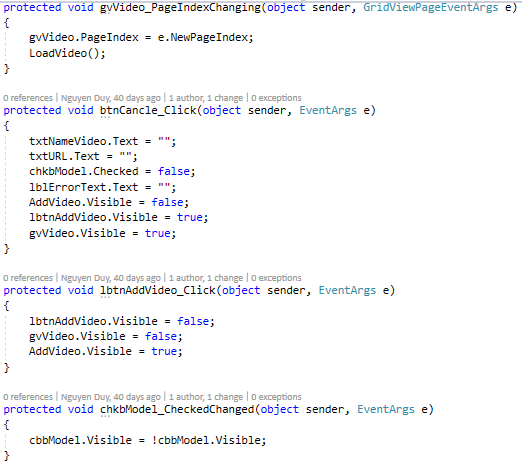 protected void gvVideo_PageIndexChanging(object sender, GridViewPageEventArgs e)
{
gvVideo.PageIndex = e.NewPageIndex;
LoadVideo();
}
0 references | Nguyen Duy, 40 days ago | 1 author, 1 change | 0 exceptions
protected void btnCancle_Click(object sender, EventArgs e)
{
txtNameVideo.Text = "";
txtURL.Text = "";
chkbModel.Checked = false;
lblErrorText.Text = "";
AddVideo.Visible = false;
lbtnAddVideo.Visible = true;
gvVideo.Visible = true;
}
0 references | Nguyen Duy, 40 days ago | 1 author, 1 change | 0 exceptions
protected void lbtnAddVideo_Click(object sender, EventArgs e)
{
lbtnAddVideo.Visible = false;
gvVideo.Visible = false;
AddVideo.Visible = true;
}
0 references | Nguyen Duy, 40 days ago | 1 author, 1 change | 0 exceptions
protected void chkbModel_CheckedChanged(object sender, EventArgs e)
{
cbbModel.Visible = !cbbModel.Visible;
}